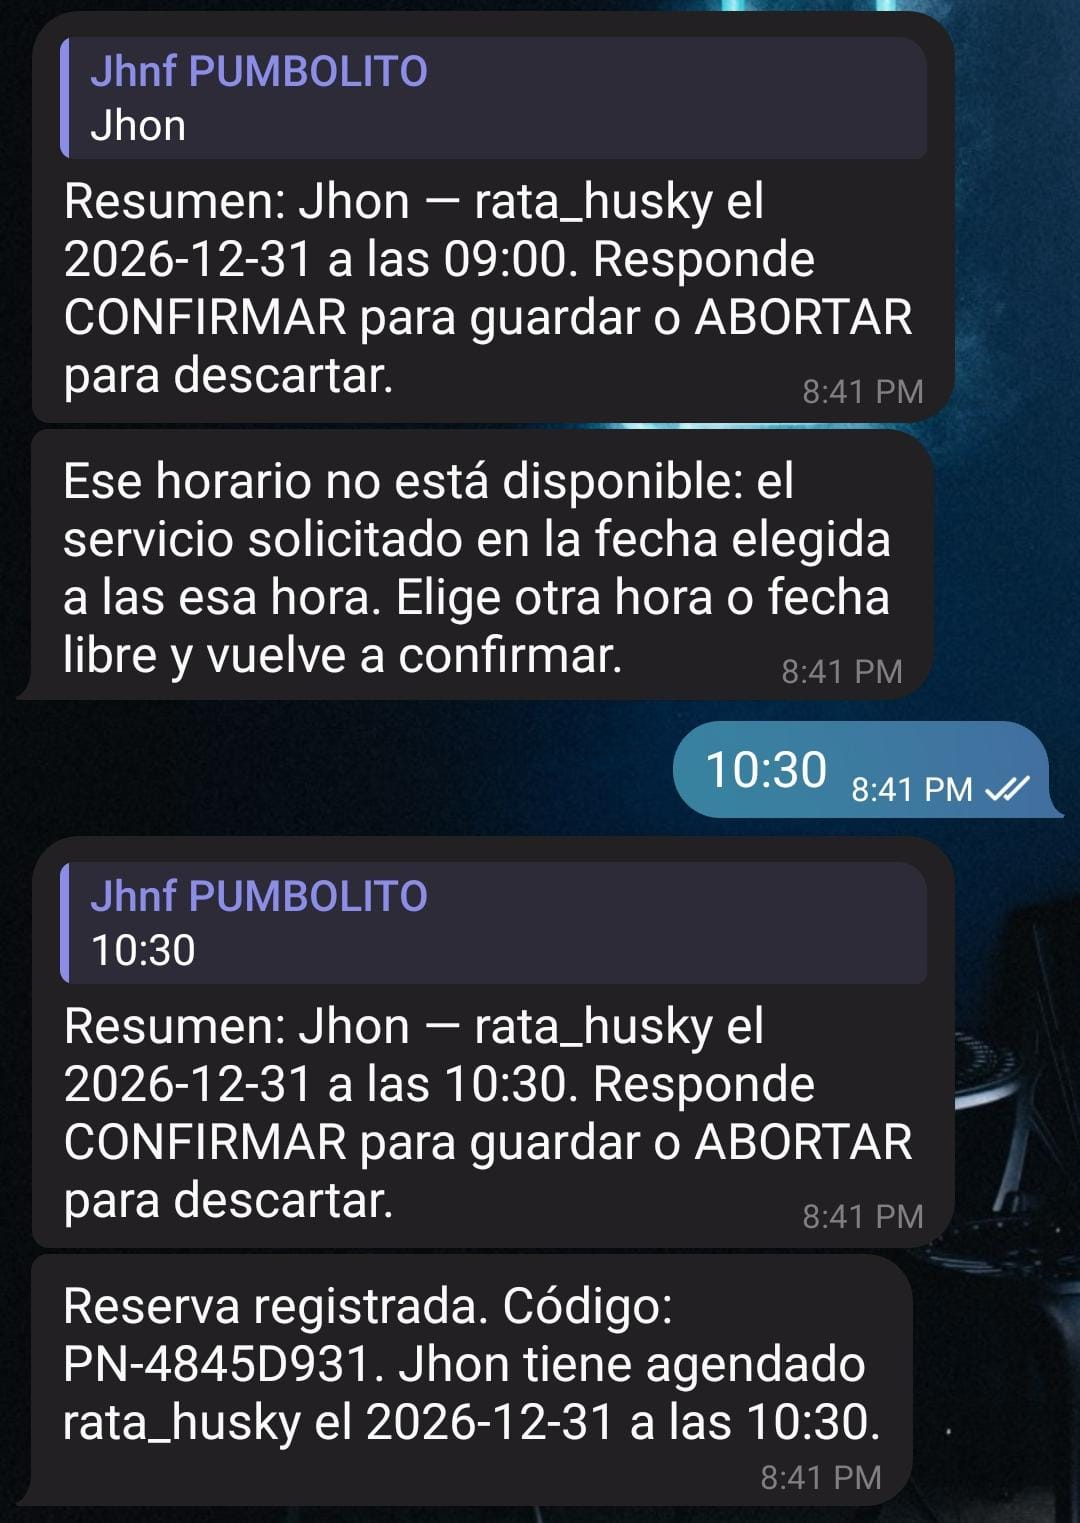 Jhnf PUMBOLITO
Jhon
Resumen: Jhon — rata_husky el
2026-12-31 a las 09:00. Responde
CONFIRMAR para guardar o ABORTAR
para descartar.
8:41 PM
Ese horario no está disponible: el
servicio solicitado en la fecha elegida
a las esa hora. Elige otra hora o fecha
libre y vuelve a confirmar.
8:41 PM
10:30
8:41 PM
Jhnf PUMBOLITO
10:30
Resumen: Jhon — rata_husky el
2026-12-31 a las 10:30. Responde
CONFIRMAR para guardar o ABORTAR
para descartar.
8:41 PM
Reserva registrada. Código:
PN-4845D931. Jhon tiene agendado
rata_husky el 2026-12-31 a las 10:30.
8:41 PM